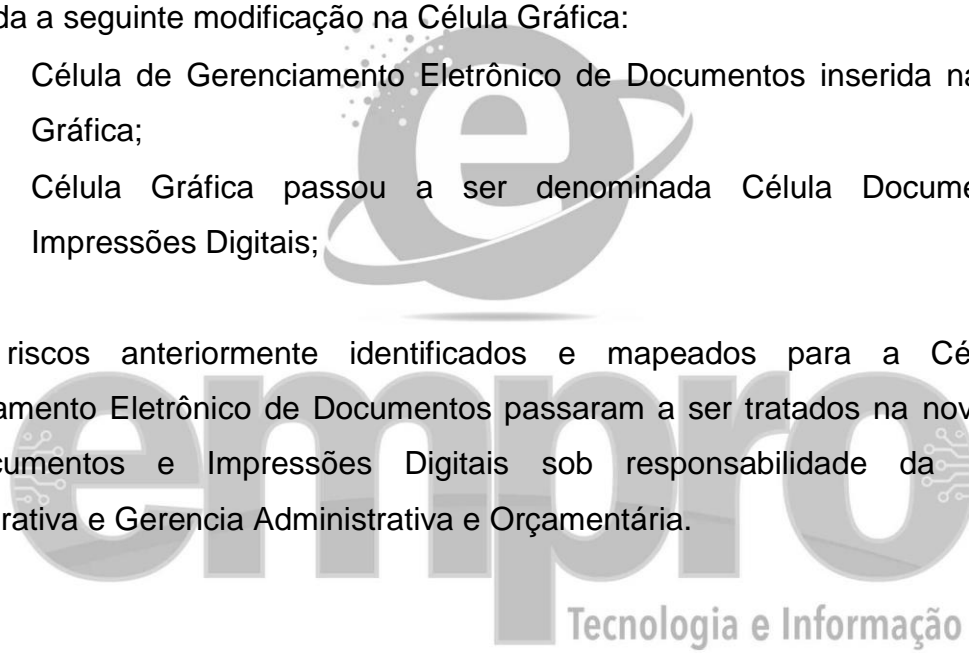 da a seguinte modificação na Célula Gráfica:
Célula de Gerenciamento Eletrônico de Documentos inserida na
Gráfica;
Célula Gráfica passou a ser denominada Célula Docume
Impressões Digitais;
riscos anteriormente identificados e mapeados para a Cé
amento Eletrônico de Documentos passaram a ser tratados na nov
cumentos e Impressões Digitais sob responsabilidade da
rativa e Gerencia Administrativa e Orçamentária.
empro
Tecnologia e Informação